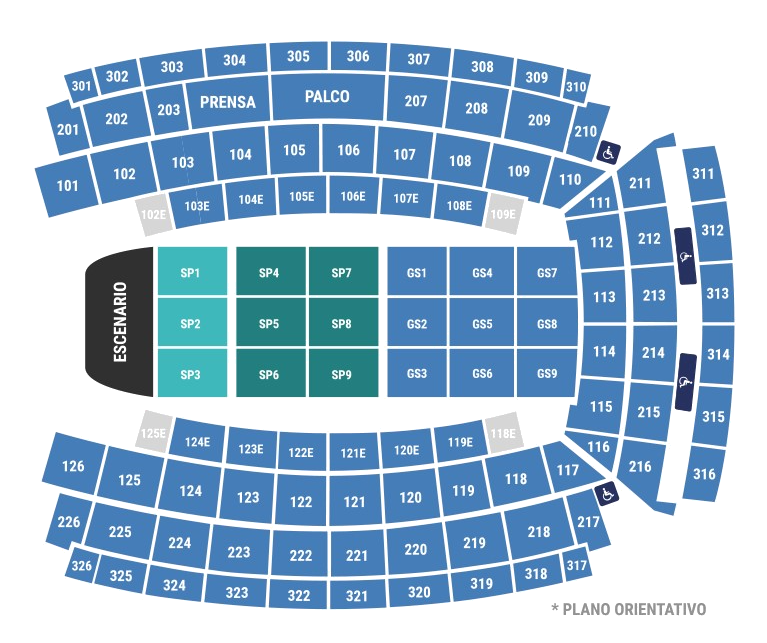 301 302 303 304 305 306 307 308 309 310
201 202 203 PRENSA PALCO 207 208 209 210
101 102 103 104 105 106 107 108 109 110
102E 103E 104E 105E 106E 107E 108E 109E
111 211 311
112 212 312
113 213 313
114 214 314
115 215 315
116 216 316
ESCENARIO
SP1 SP4 SP7 GS1 GS4 GS7
SP2 SP5 SP8 GS2 GS5 GS8
SP3 SP6 SP9 GS3 GS6 GS9
125E 124E 123E 122E 121E 120E 119E 118E
126 125 124 123 122 121 120 119 118 117
226 225 224 223 222 221 220 219 218 217
326 325 324 323 322 321 320 319 318 317
* PLANO ORIENTATIVO